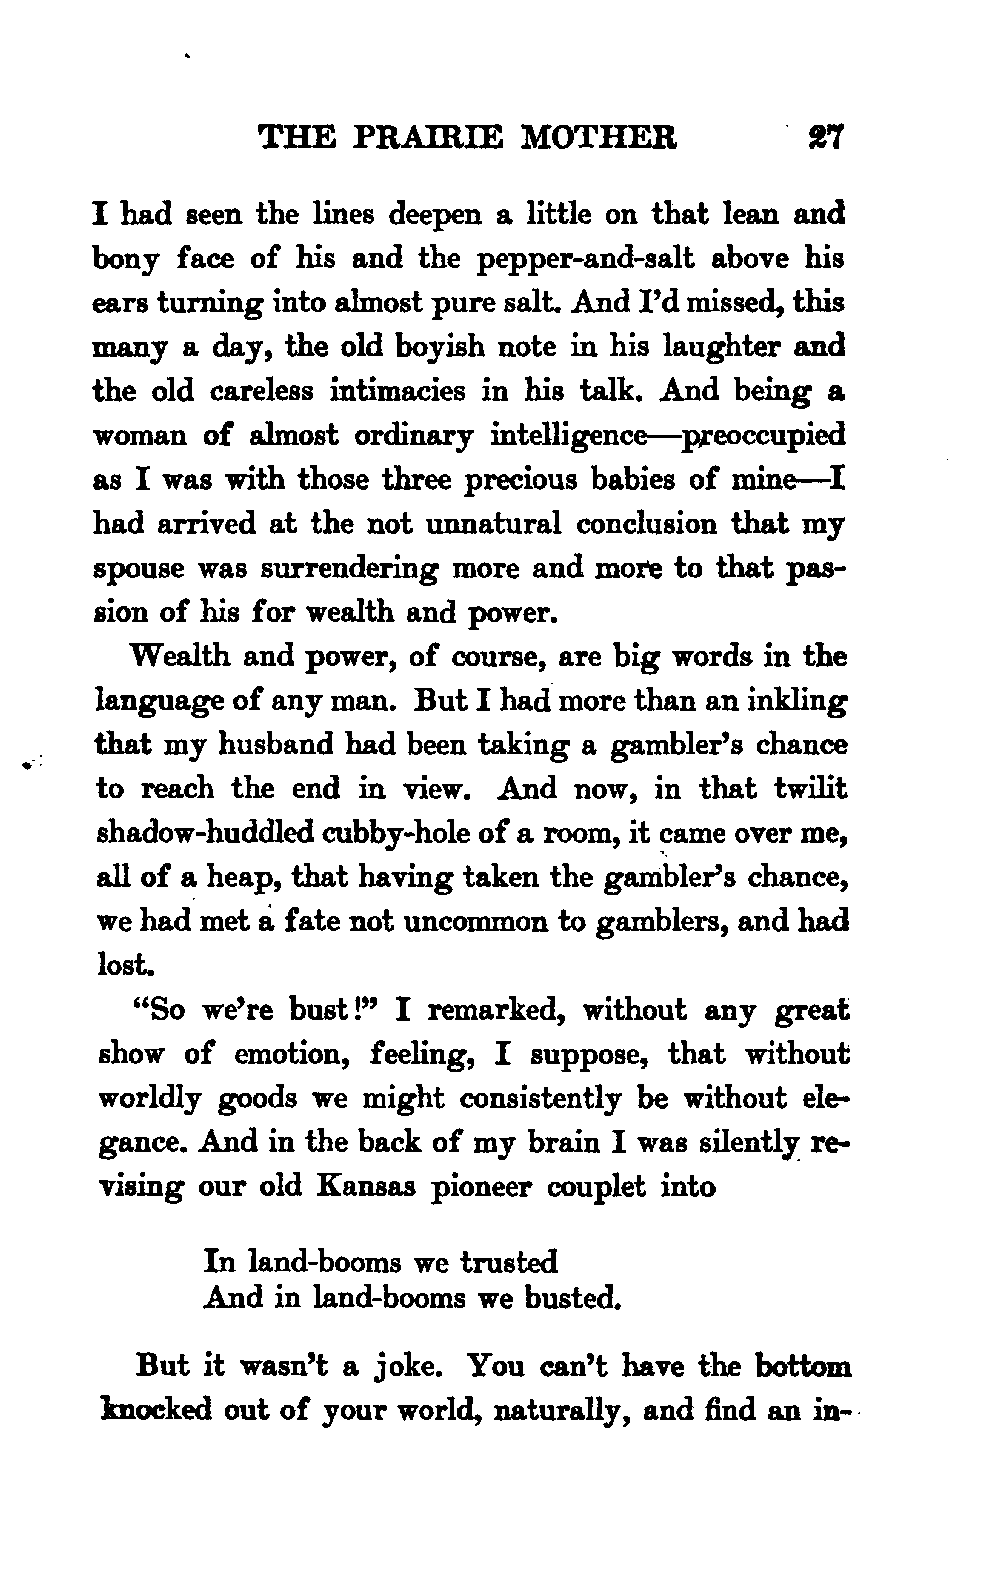 THE PRAIRIE MOTHER 27
I had seen the lines deepen a little on that lean and
bony face of his and the pepper-and-salt above his
ears turning into almost pure salt. And I'd missed, this
many a day, the old boyish note in his laughter and
the old careless intimacies in his talk. And being a
woman of almost ordinary intelligence—preoccupied
as I was with those three precious babies of mine—I
had arrived at the not unnatural conclusion that my
spouse was surrendering more and more to that pas-
sion of his for wealth and power.
Wealth and power, of course, are big words in the
language of any man. But I had more than an inkling
that my husband had been taking a gambler's chance
to reach the end in view. And now, in that twilit
shadow-huddled cubby-hole of a room, it came over me,
all of a heap, that having taken the gambler's chance,
we had met a fate not uncommon to gamblers, and had
lost.
"So we're bust!" I remarked, without any great
show of emotion, feeling, I suppose, that without
worldly goods we might consistently be without ele-
gance. And in the back of my brain I was silently re-
vising our old Kansas pioneer couplet into
In land-booms we trusted
And in land-booms we busted.
But it wasn't a joke. You can't have the bottom
knocked out of your world, naturally, and find an in-